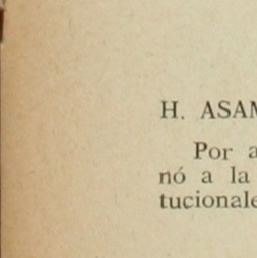 H. ASAM
Por a
nó a la
tucionale